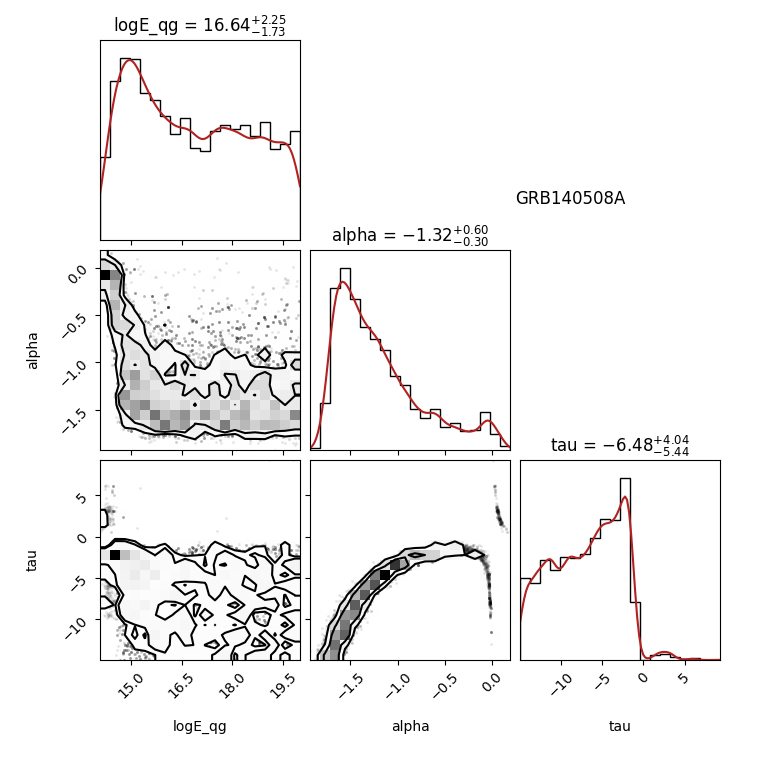 logE_qg = 16.64+2.25−1.73
GRB140508A
alpha = −1.32+0.60−0.30
0.0
−0.5
−1.0
−1.5
alpha
tau = −6.48+4.04−5.44
5
0
−5
−10
tau
15.0 16.5 18.0 19.5
−1.5 −1.0 −0.5 0.0
−10 −5 0 5
logE_qg alpha tau